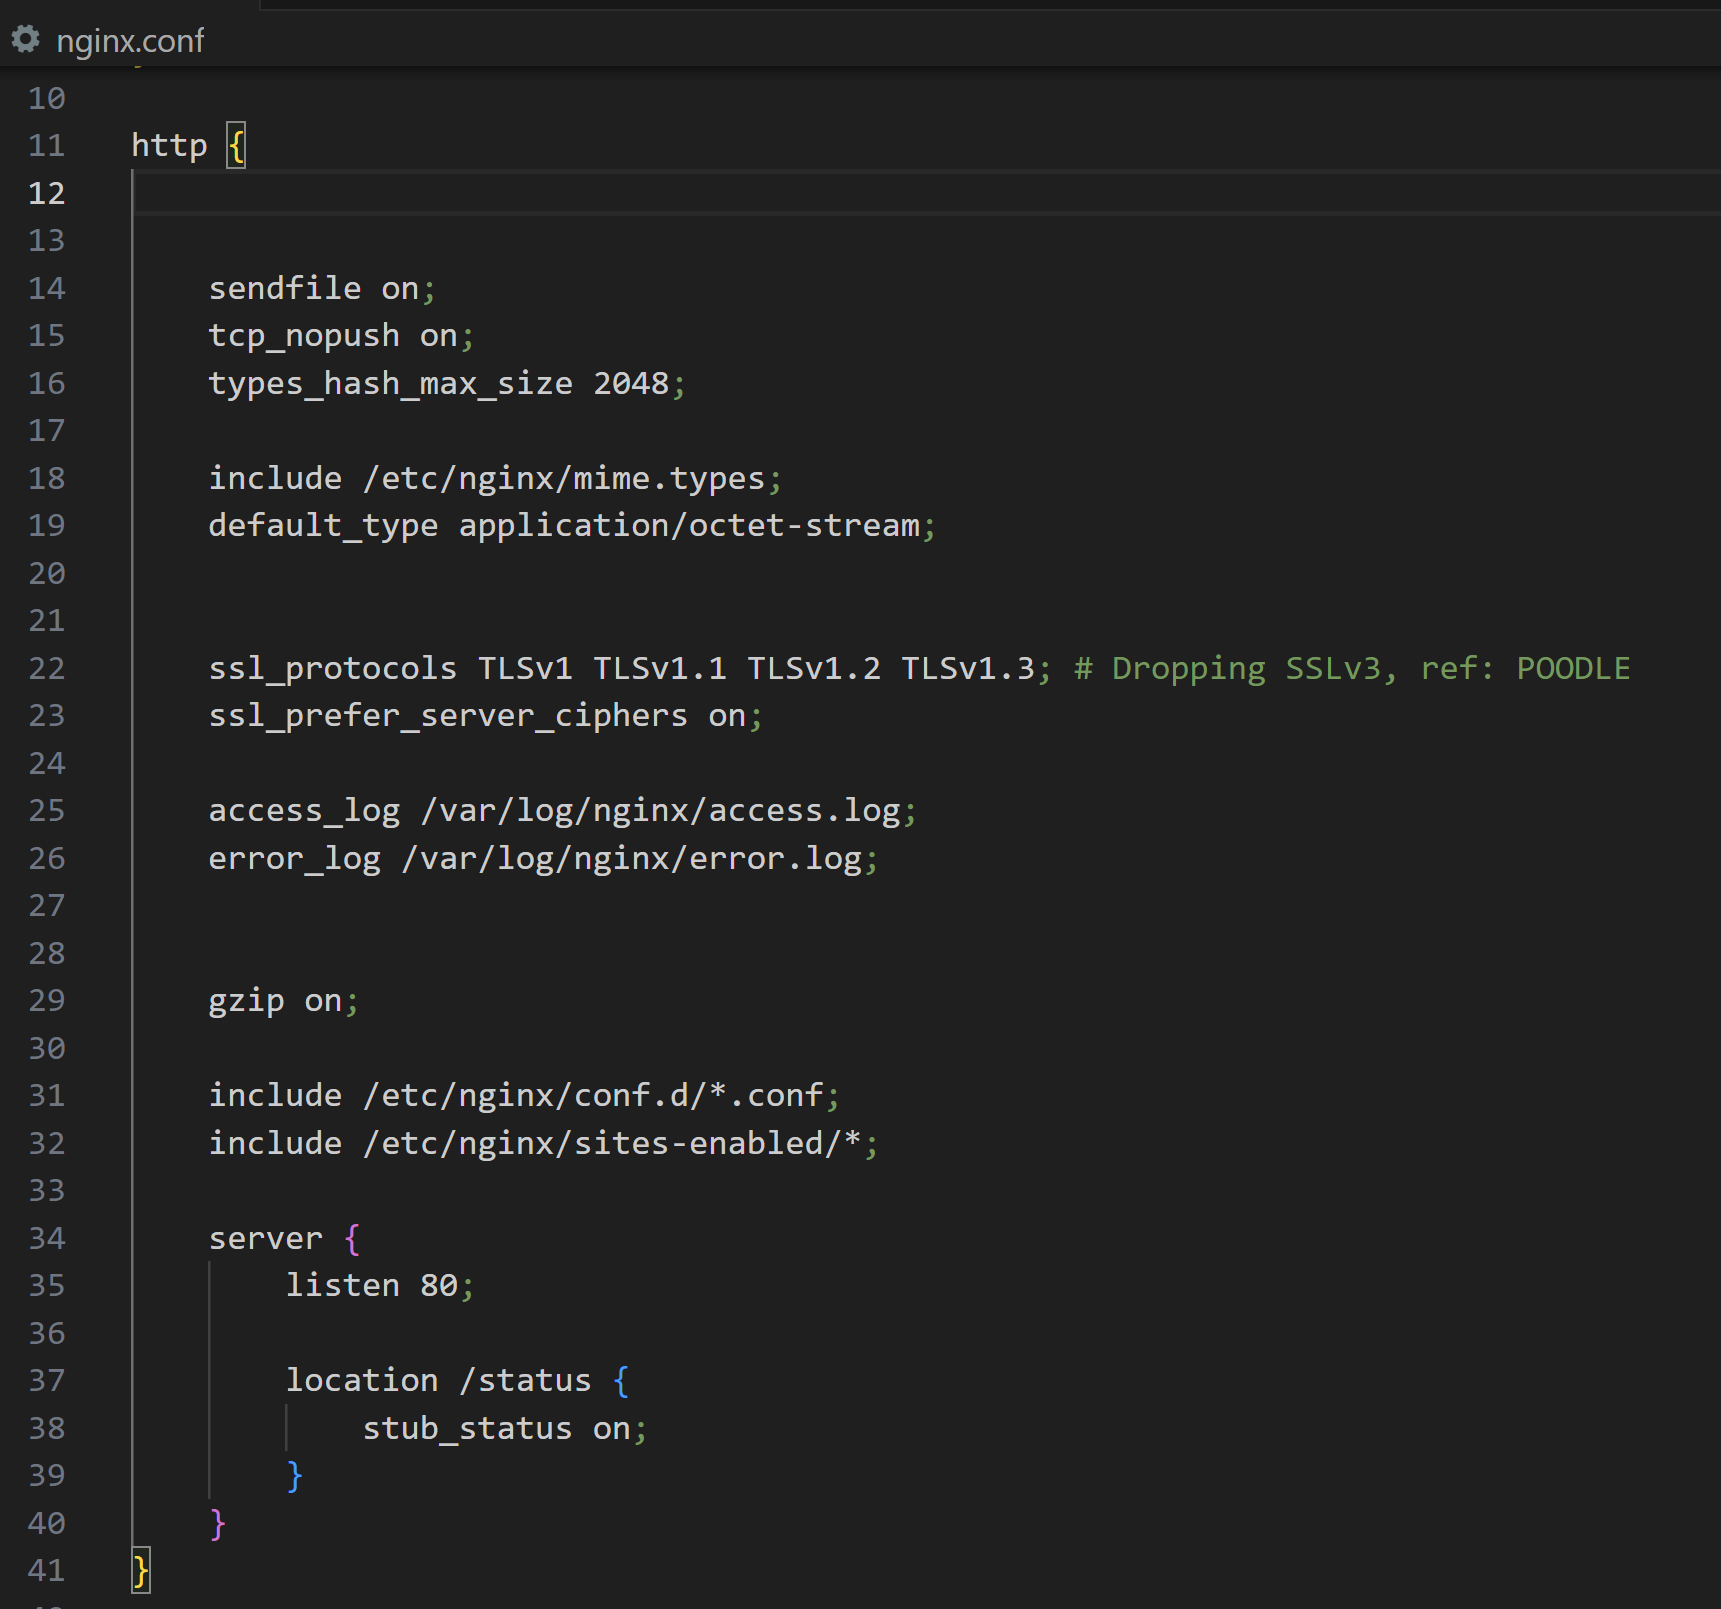 nginx.conf
10
11 http {
12
13
14 sendfile on;
15 tcp_nopush on;
16 types_hash_max_size 2048;
17
18 include /etc/nginx/mime.types;
19 default_type application/octet-stream;
20
21
22 ssl_protocols TLSv1 TLSv1.1 TLSv1.2 TLSv1.3; # Dropping SSLv3, ref: POODLE
23 ssl_prefer_server_ciphers on;
24
25 access_log /var/log/nginx/access.log;
26 error_log /var/log/nginx/error.log;
27
28
29 gzip on;
30
31 include /etc/nginx/conf.d/*.conf;
32 include /etc/nginx/sites-enabled/*;
33
34 server {
35 listen 80;
36
37 location /status {
38 stub_status on;
39 }
40 }
41 }